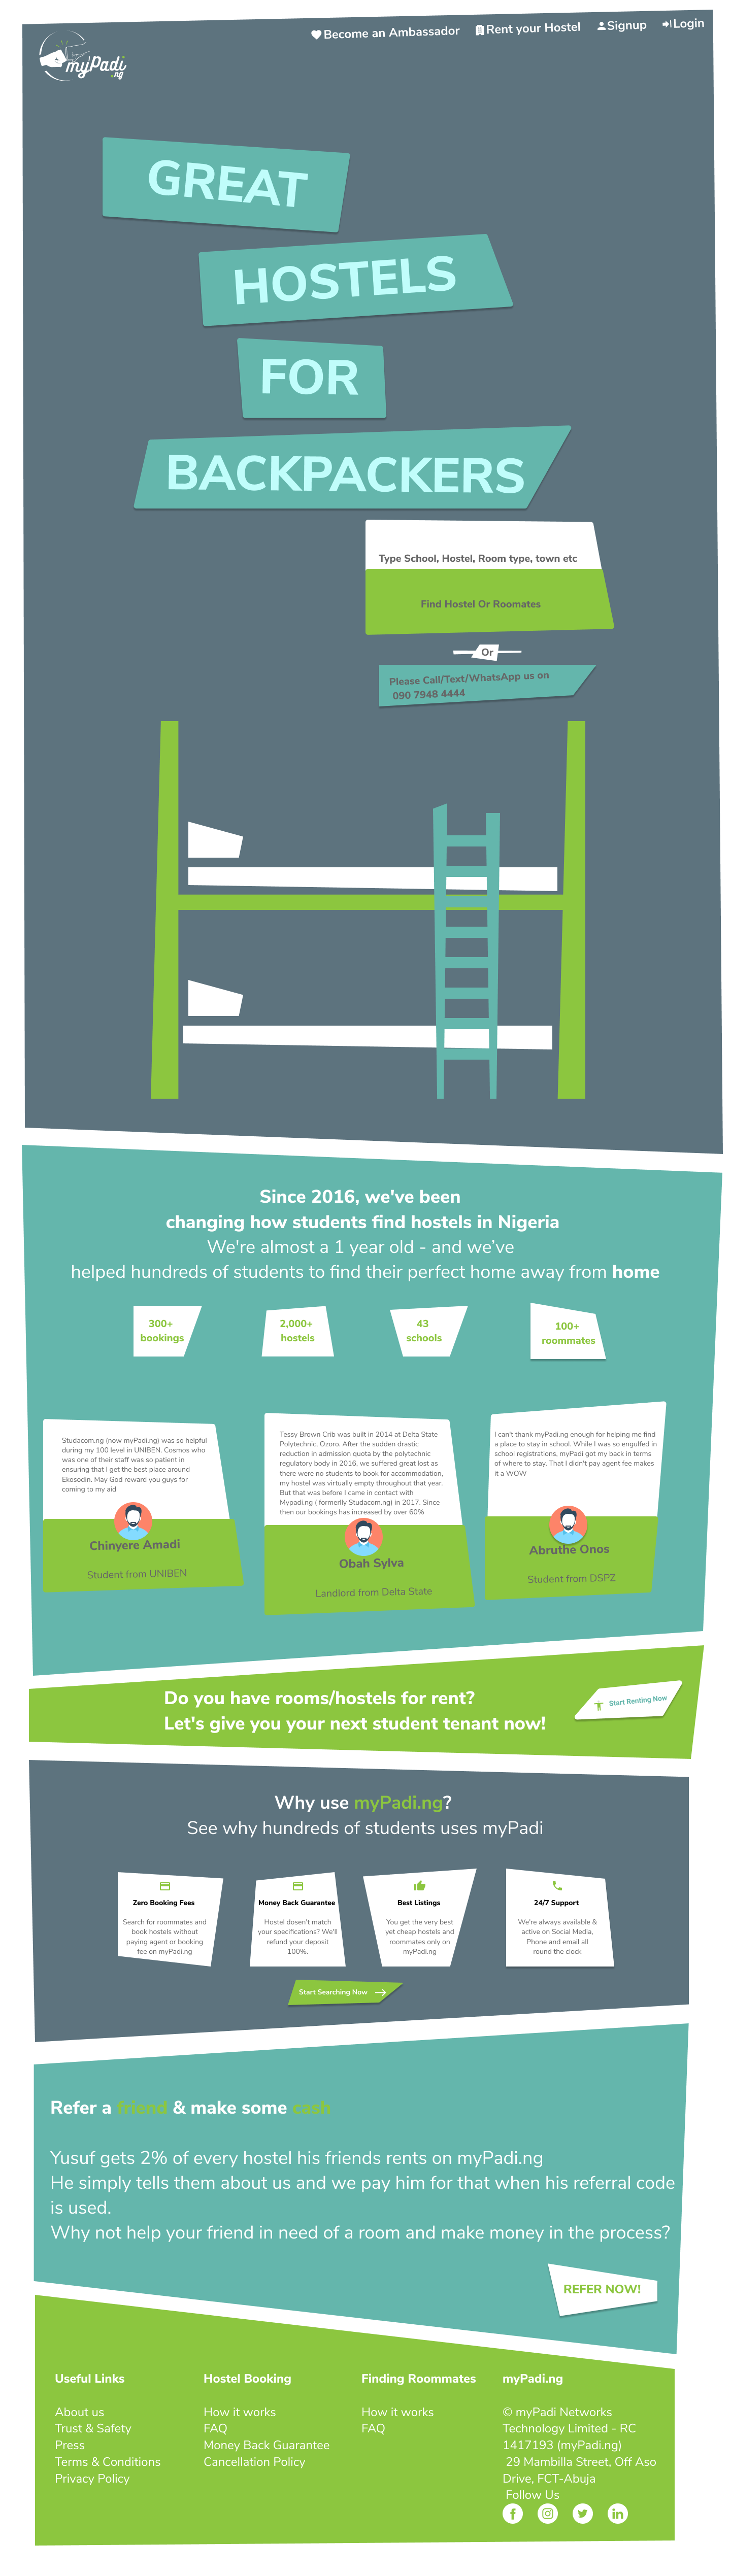 myPadi
.ng
Become an Ambassador
Rent your Hostel
Signup
Login
GREAT
HOSTELS
FOR
BACKPACKERS
Type School, Hostel, Room type, town etc
Find Hostel Or Roomates
Or
Please Call/Text/WhatsApp us on
090 7948 4444
Since 2016, we've been
changing how students find hostels in Nigeria
We're almost a 1 year old - and we've
helped hundreds of students to find their perfect home away from home
300+
bookings
2,000+
hostels
43
schools
100+
roommates
Studacom.ng (now myPadi.ng) was so helpful
during my 100 level in UNIBEN. Cosmos who
was one of their staff was so patient in
ensuring that I get the best place around
Ekosodin. May God reward you guys for
coming to my aid
Chinyere Amadi
Student from UNIBEN
Tessy Brown Crib was built in 2014 at Delta State
Polytechnic, Ozoro. After the sudden drastic
reduction in admission quota by the polytechnic
regulatory body in 2016, we suffered great lost as
there were no students to book for accommodation,
my hostel was virtually empty throughout that year.
But that was before I came in contact with
Mypadi.ng ( formerlly Studacom.ng) in 2017. Since
then our bookings has increased by over 60%
Obah Sylva
Landlord from Delta State
I can't thank myPadi.ng enough for helping me find
a place to stay in school. While I was so engulfed in
school registrations, myPadi got my back in terms
of where to stay. That I didn't pay agent fee makes
it a WOW
Abruthe Onos
Student from DSPZ
Do you have rooms/hostels for rent?
Let's give you your next student tenant now!
Start Renting Now
Why use myPadi.ng?
See why hundreds of students uses myPadi
Zero Booking Fees
Search for roommates and
book hostels without
paying agent or booking
fee on myPadi.ng
Money Back Guarantee
Hostel dosen't match
your specifications? We'll
refund your deposit
100%.
Best Listings
You get the very best
yet cheap hostels and
roommates only on
myPadi.ng
24/7 Support
We're always available &
active on Social Media,
Phone and email all
round the clock
Start Searching Now
Refer a friend & make some cash
Yusuf gets 2% of every hostel his friends rents on myPadi.ng
He simply tells them about us and we pay him for that when his referral code
is used.
Why not help your friend in need of a room and make money in the process?
REFER NOW!
Useful Links
About us
Trust & Safety
Press
Terms & Conditions
Privacy Policy
Hostel Booking
How it works
FAQ
Money Back Guarantee
Cancellation Policy
Finding Roommates
How it works
FAQ
myPadi.ng
© myPadi Networks
Technology Limited - RC
1417193 (myPadi.ng)
29 Mambilla Street, Off Aso
Drive, FCT-Abuja
Follow Us